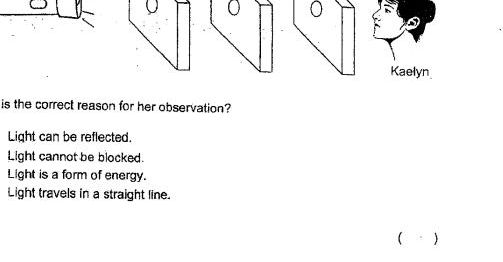 Kaelyn
is the correct reason for her observation?
Light can be reflected.
Light cannot be blocked.
Light is a form of energy.
Light travels in a straight line.
( )